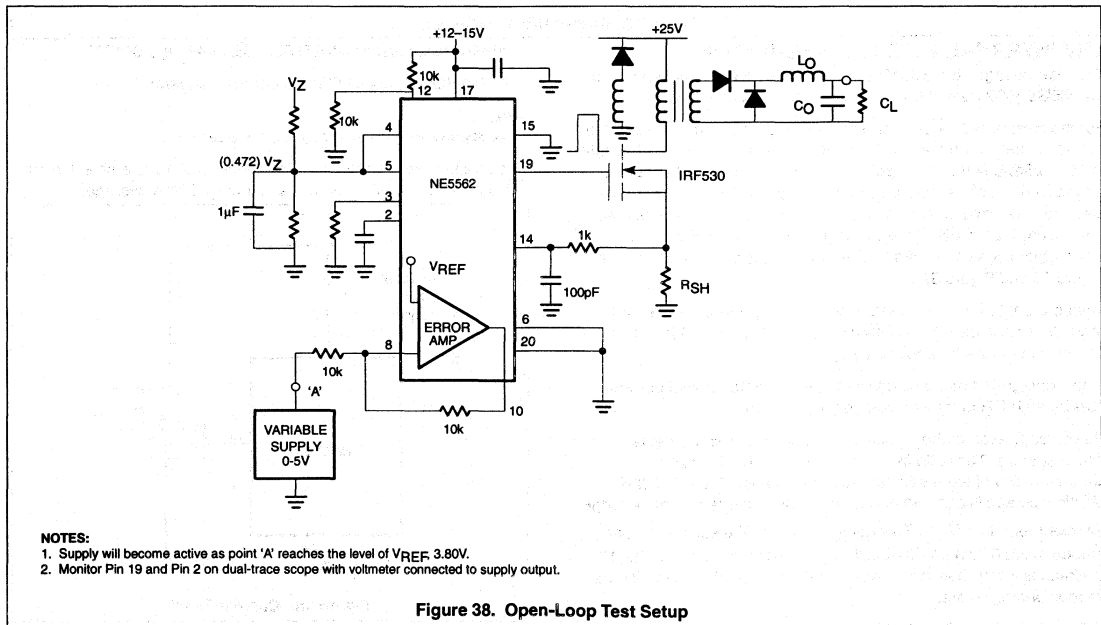 +12–15V
+25V
10k
12
17
VZ
10k
4
15
LO
CO
CL
(0.472) VZ
5
NE5562
19
IRF530
1μF
3
2
14
1k
VREF
100pF
RSH
ERROR
AMP
6
20
8
10k
'A'
10
10k
VARIABLE
SUPPLY
0-5V
NOTES:
1. Supply will become active as point 'A' reaches the level of VREF, 3.80V.
2. Monitor Pin 19 and Pin 2 on dual-trace scope with voltmeter connected to supply output.
Figure 38. Open-Loop Test Setup